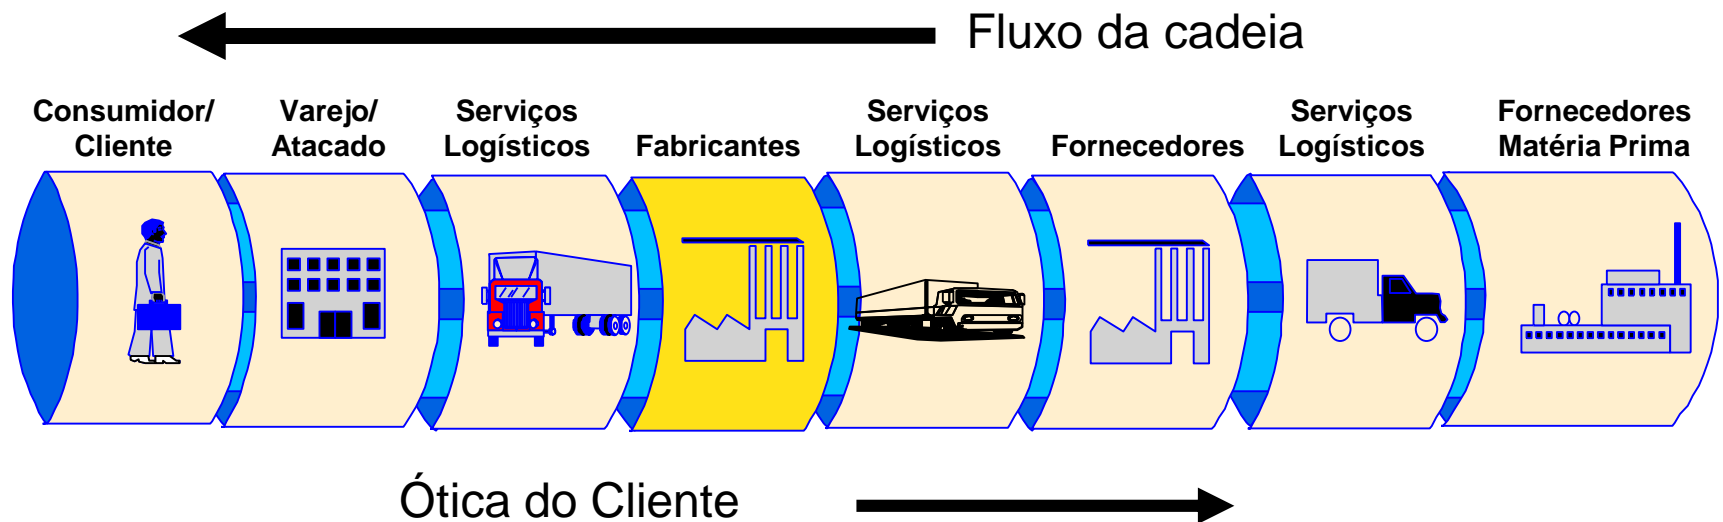 Fluxo da cadeia
Consumidor/
Cliente
Varejo/
Atacado
Serviços
Logísticos
Fabricantes
Serviços
Logísticos
Fornecedores
Serviços
Logísticos
Fornecedores
Matéria Prima
Ótica do Cliente